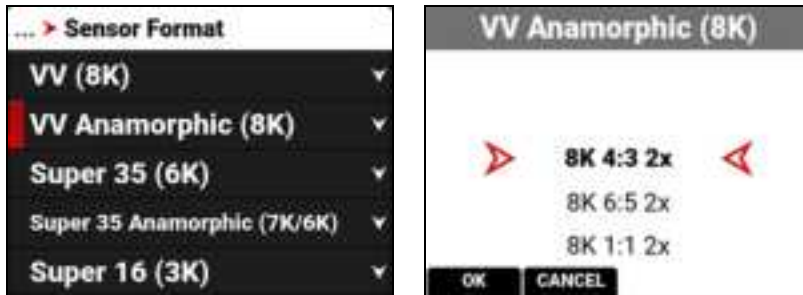 ... ➤ Sensor Format
VV (8K)
VV Anamorphic (8K)
Super 35 (6K)
Super 35 Anamorphic (7K/6K)
Super 16 (3K)
VV Anamorphic (8K)
8K 4:3 2x
8K 6:5 2x
8K 1:1 2x
OK CANCEL